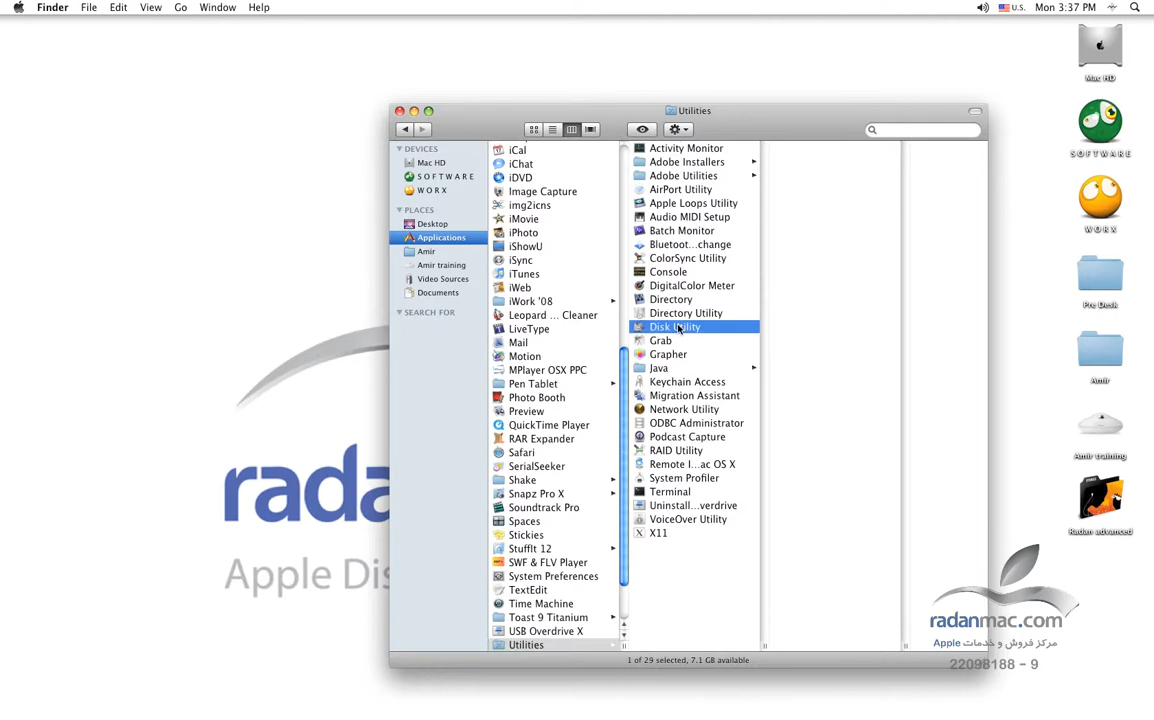 Finder File Edit View Go Window Help
U.S. Mon 3:37 PM
Mac HD
SOFTWARE
WORX
Pre Desk
Amir
Amir training
Radan advanced
Utilities
DEVICES
Mac HD
SOFTWARE
WORX
PLACES
Desktop
Applications
Amir
Amir training
Video Sources
Documents
SEARCH FOR
iCal
iChat
iDVD
Image Capture
img2icns
iMovie
iPhoto
iShowU
iSync
iTunes
iWeb
iWork '08
Leopard ... Cleaner
LiveType
Mail
Motion
MPlayer OSX PPC
Pen Tablet
Photo Booth
Preview
QuickTime Player
RAR Expander
Safari
SerialSeeker
Shake
Snapz Pro X
Soundtrack Pro
Spaces
Stickies
StuffIt 12
SWF & FLV Player
System Preferences
TextEdit
Time Machine
Toast 9 Titanium
USB Overdrive X
Utilities
Activity Monitor
Adobe Installers
Adobe Utilities
AirPort Utility
Apple Loops Utility
Audio MIDI Setup
Batch Monitor
Bluetoot...change
ColorSync Utility
Console
DigitalColor Meter
Directory
Directory Utility
Disk Utility
Grab
Grapher
Java
Keychain Access
Migration Assistant
Network Utility
ODBC Administrator
Podcast Capture
RAID Utility
Remote I...ac OS X
System Profiler
Terminal
Uninstall...verdrive
VoiceOver Utility
X11
1 of 29 selected, 7.1 GB available
rada
Apple Dis
radanmac.com
مرکز فروش و خدمات Apple
22098188 - 9